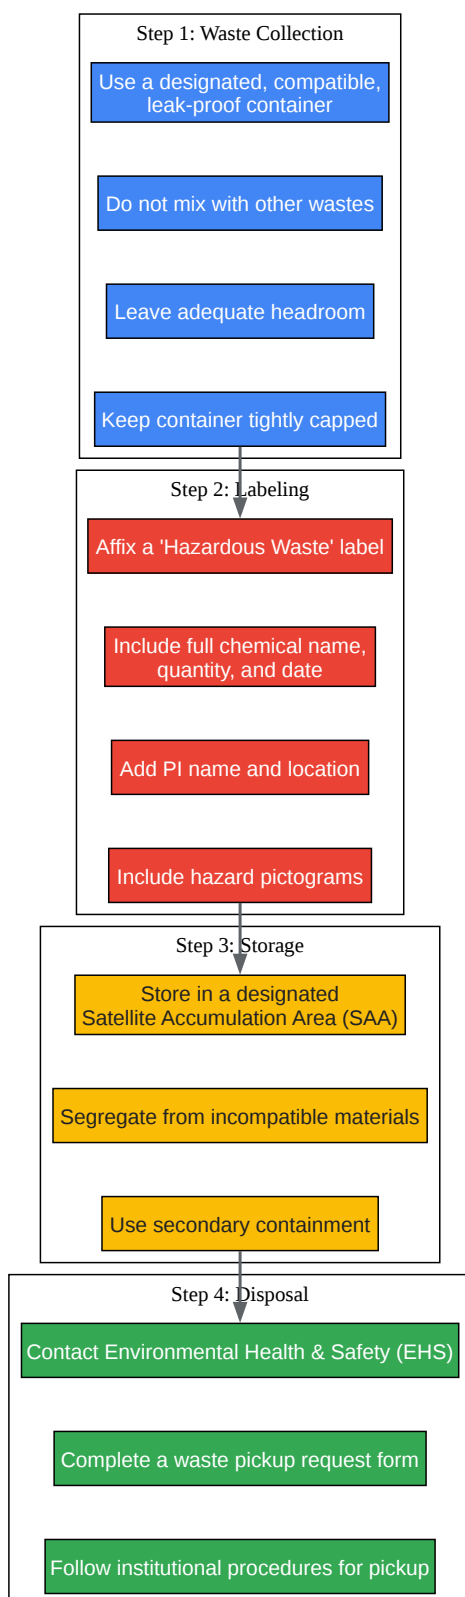 Step 1: Waste Collection
Use a designated, compatible,
leak-proof container
Do not mix with other wastes
Leave adequate headroom
Keep container tightly capped
Step 2: Labeling
Affix a 'Hazardous Waste' label
Include full chemical name,
quantity, and date
Add PI name and location
Include hazard pictograms
Step 3: Storage
Store in a designated
Satellite Accumulation Area (SAA)
Segregate from incompatible materials
Use secondary containment
Step 4: Disposal
Contact Environmental Health & Safety (EHS)
Complete a waste pickup request form
Follow institutional procedures for pickup